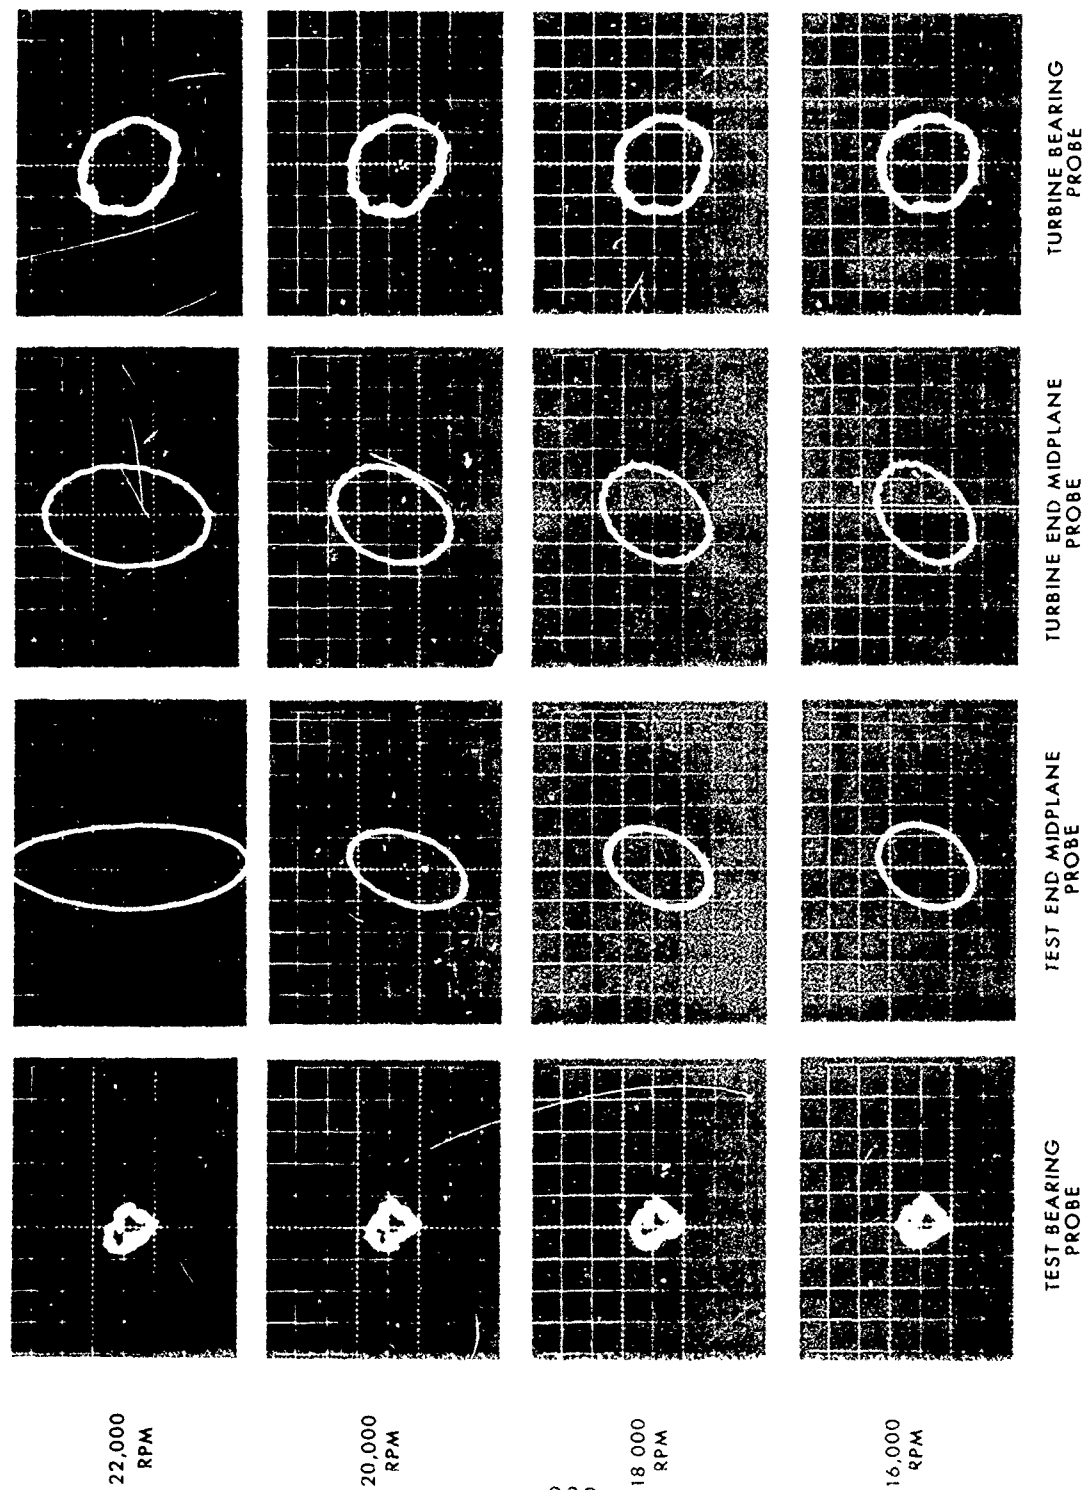 22,000
RPM
20,000
RPM
18 000
RPM
16,000
RPM
TEST BEARING
PROBE
TEST END MIDPLANE
PROBE
TURBINE END MIDPLANE
PROBE
TURBINE BEARING
PROBE